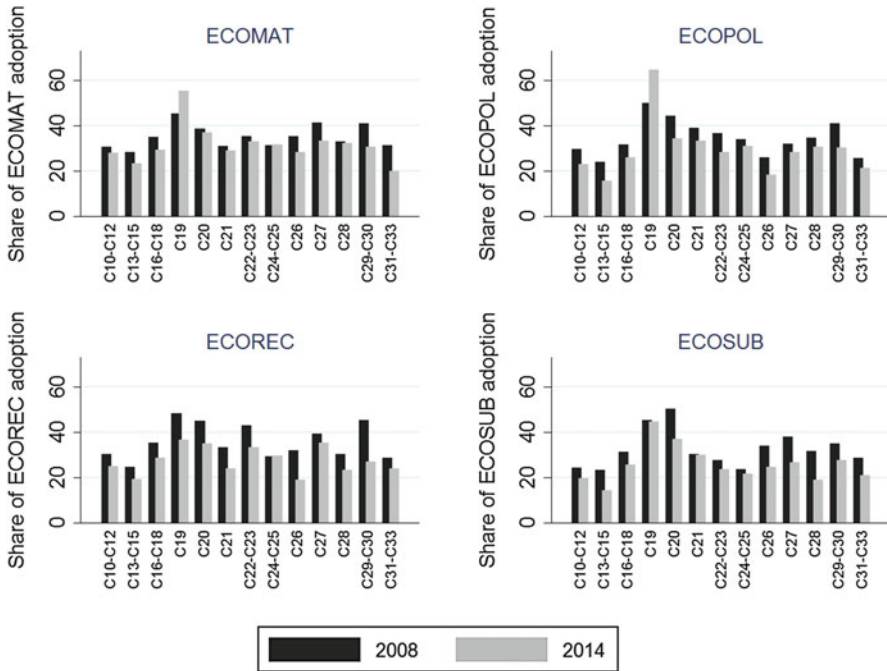 ECOMAT
Share of ECOMAT adoption
60
40
20
0
C10-C12
C13-C15
C16-C18
C19
C20
C21
C22-C23
C24-C25
C26
C27
C28
C29-C30
C31-C33
ECOPOL
Share of ECOPOL adoption
60
40
20
0
C10-C12
C13-C15
C16-C18
C19
C20
C21
C22-C23
C24-C25
C26
C27
C28
C29-C30
C31-C33
ECOREC
Share of ECOREC adoption
60
40
20
0
C10-C12
C13-C15
C16-C18
C19
C20
C21
C22-C23
C24-C25
C26
C27
C28
C29-C30
C31-C33
ECOSUB
Share of ECOSUB adoption
60
40
20
0
C10-C12
C13-C15
C16-C18
C19
C20
C21
C22-C23
C24-C25
C26
C27
C28
C29-C30
C31-C33
2008
2014